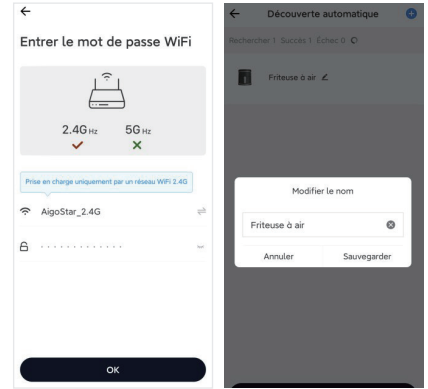 Entrer le mot de passe WiFi
2.4G Hz 5G Hz
Prise en charge uniquement par un réseau WiFi 2.4G
AigoStar_2.4G
OK
Découverte automatique
Rechercher 1 Succès 1 Échec 0
Friteuse à air
Modifier le nom
Friteuse à air
Annuler Sauvegarder